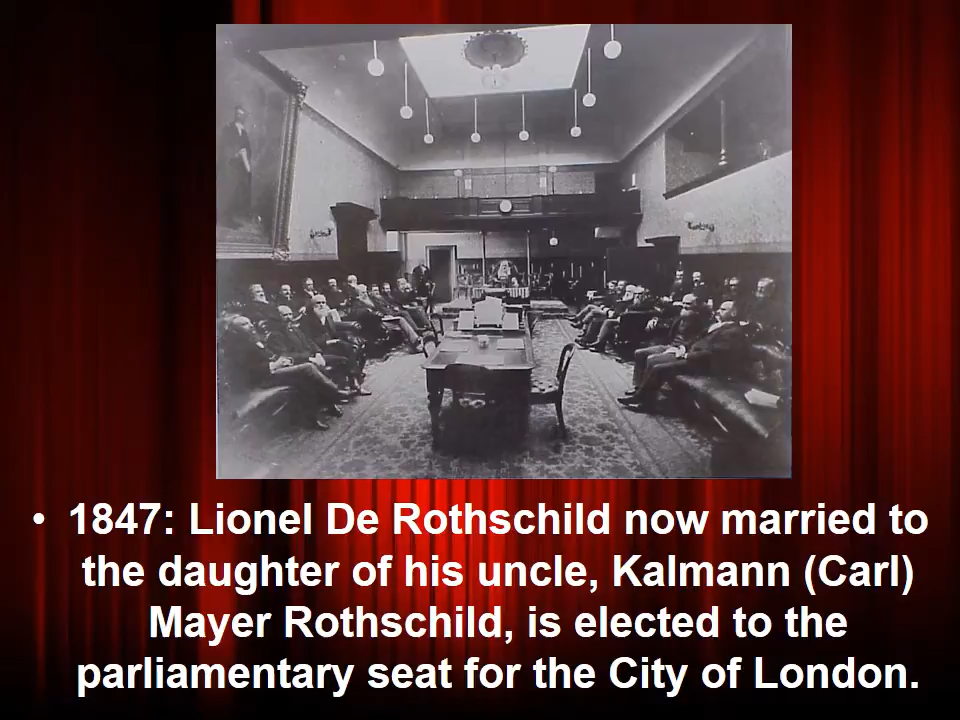 • 1847: Lionel De Rothschild now married to
the daughter of his uncle, Kalmann (Carl)
Mayer Rothschild, is elected to the
parliamentary seat for the City of London.